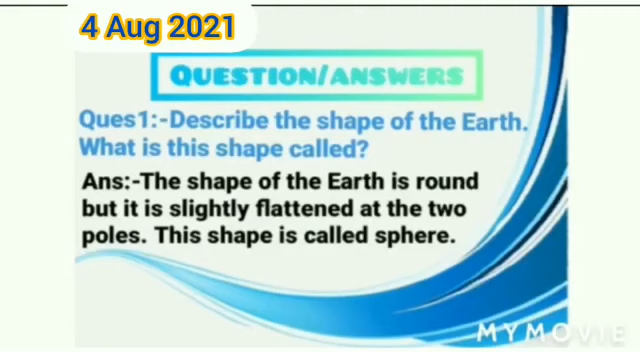 4 Aug 2021
QUESTION/ANSWERS
Ques1:-Describe the shape of the Earth.
What is this shape called?
Ans:-The shape of the Earth is round
but it is slightly flattened at the two
poles. This shape is called sphere.
MYMOVIE